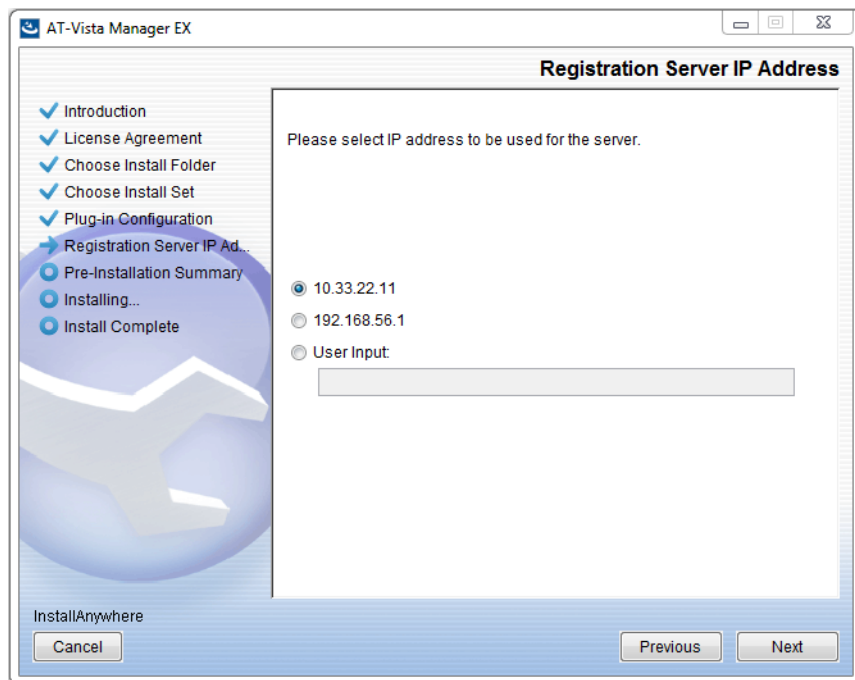 AT-Vista Manager EX
Registration Server IP Address
Introduction
License Agreement
Choose Install Folder
Choose Install Set
Plug-in Configuration
Registration Server IP Ad...
Pre-Installation Summary
Installing...
Install Complete
Please select IP address to be used for the server.
10.33.22.11
192.168.56.1
User Input:
InstallAnywhere
Cancel
Previous
Next